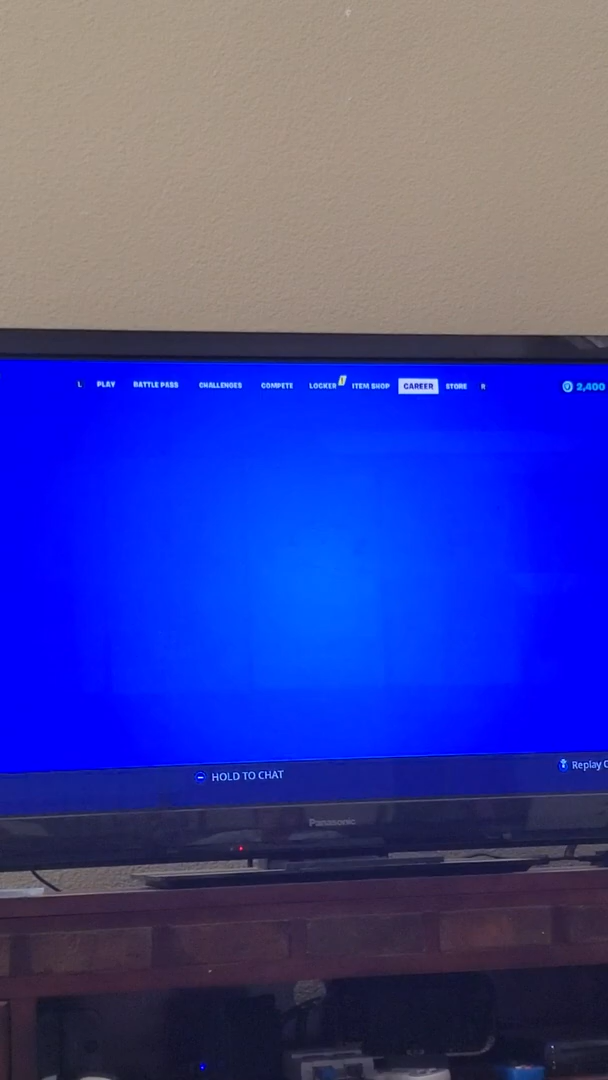 L PLAY BATTLE PASS CHALLENGES COMPETE LOCKER ITEM SHOP CAREER STORE R 2,400
HOLD TO CHAT Replay
Panasonic